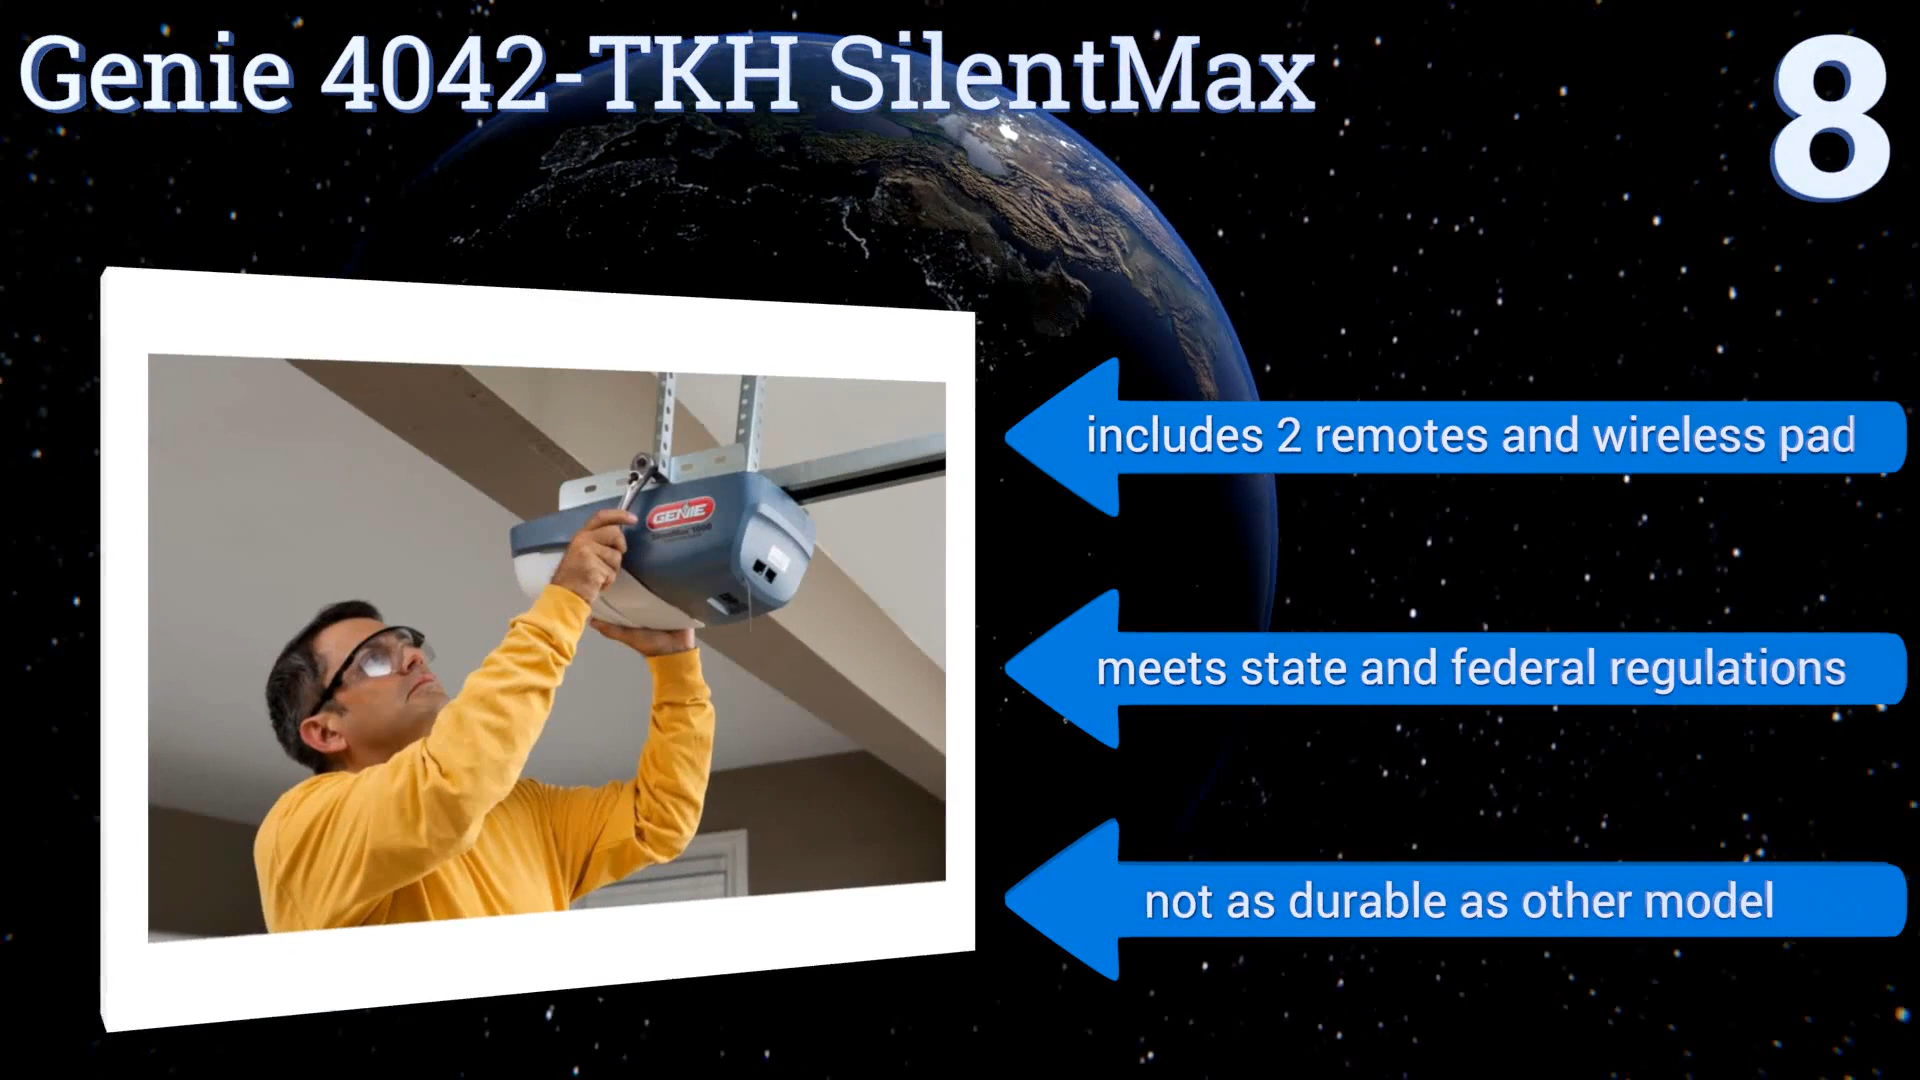 Genie 4042-TKH SilentMax
8
includes 2 remotes and wireless pad
GENIE
meets state and federal regulations
not as durable as other model